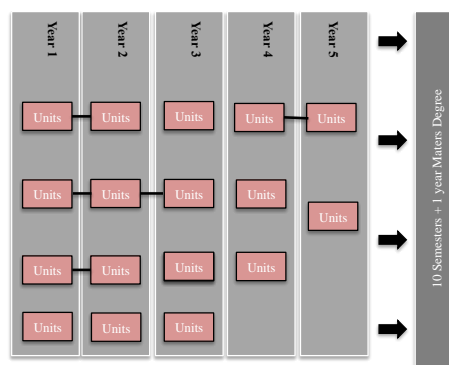 Year 1 Year 2 Year 3 Year 4 Year 5
Units Units Units Units Units
Units Units Units Units
Units
Units Units Units Units
Units Units Units
10 Semesters + 1 year Maters Degree